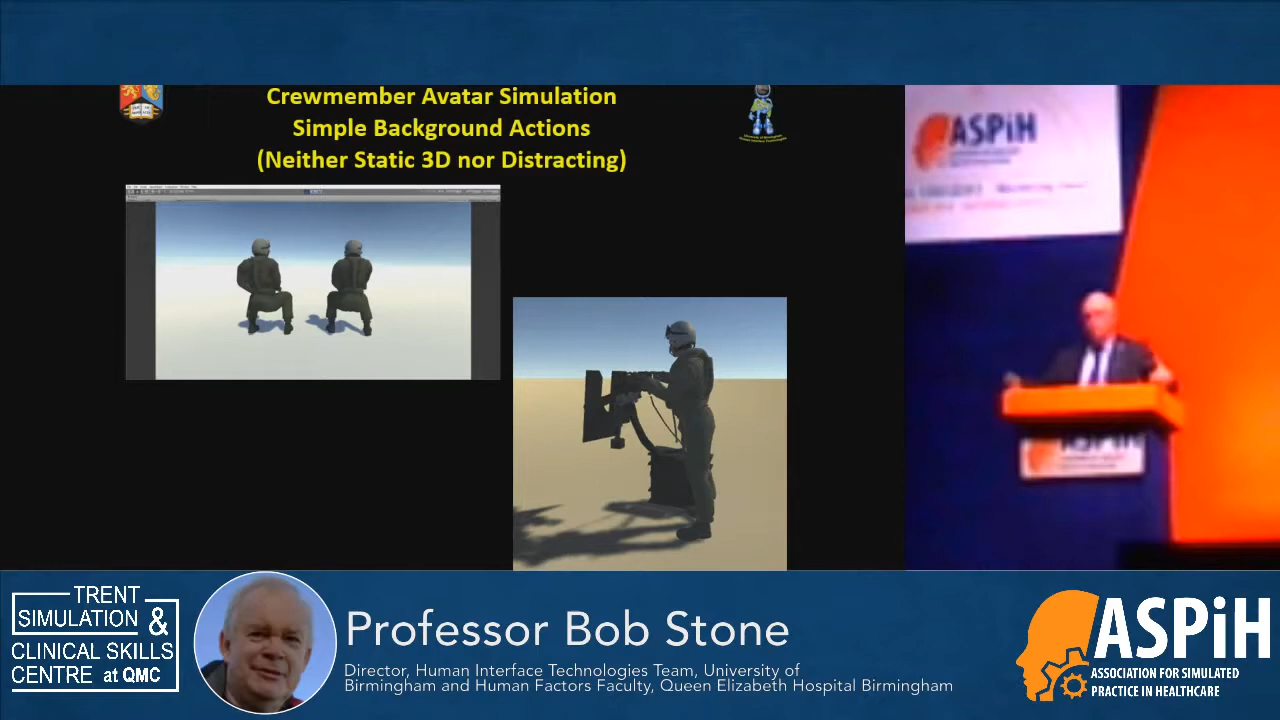 Crewmember Avatar Simulation
Simple Background Actions
(Neither Static 3D nor Distracting)
ASPiH
ASPiH
TRENT
SIMULATION &
CLINICAL SKILLS
CENTRE at QMC
Professor Bob Stone
Director, Human Interface Technologies Team, University of
Birmingham and Human Factors Faculty, Queen Elizabeth Hospital Birmingham
ASPiH
ASSOCIATION FOR SIMULATED
PRACTICE IN HEALTHCARE